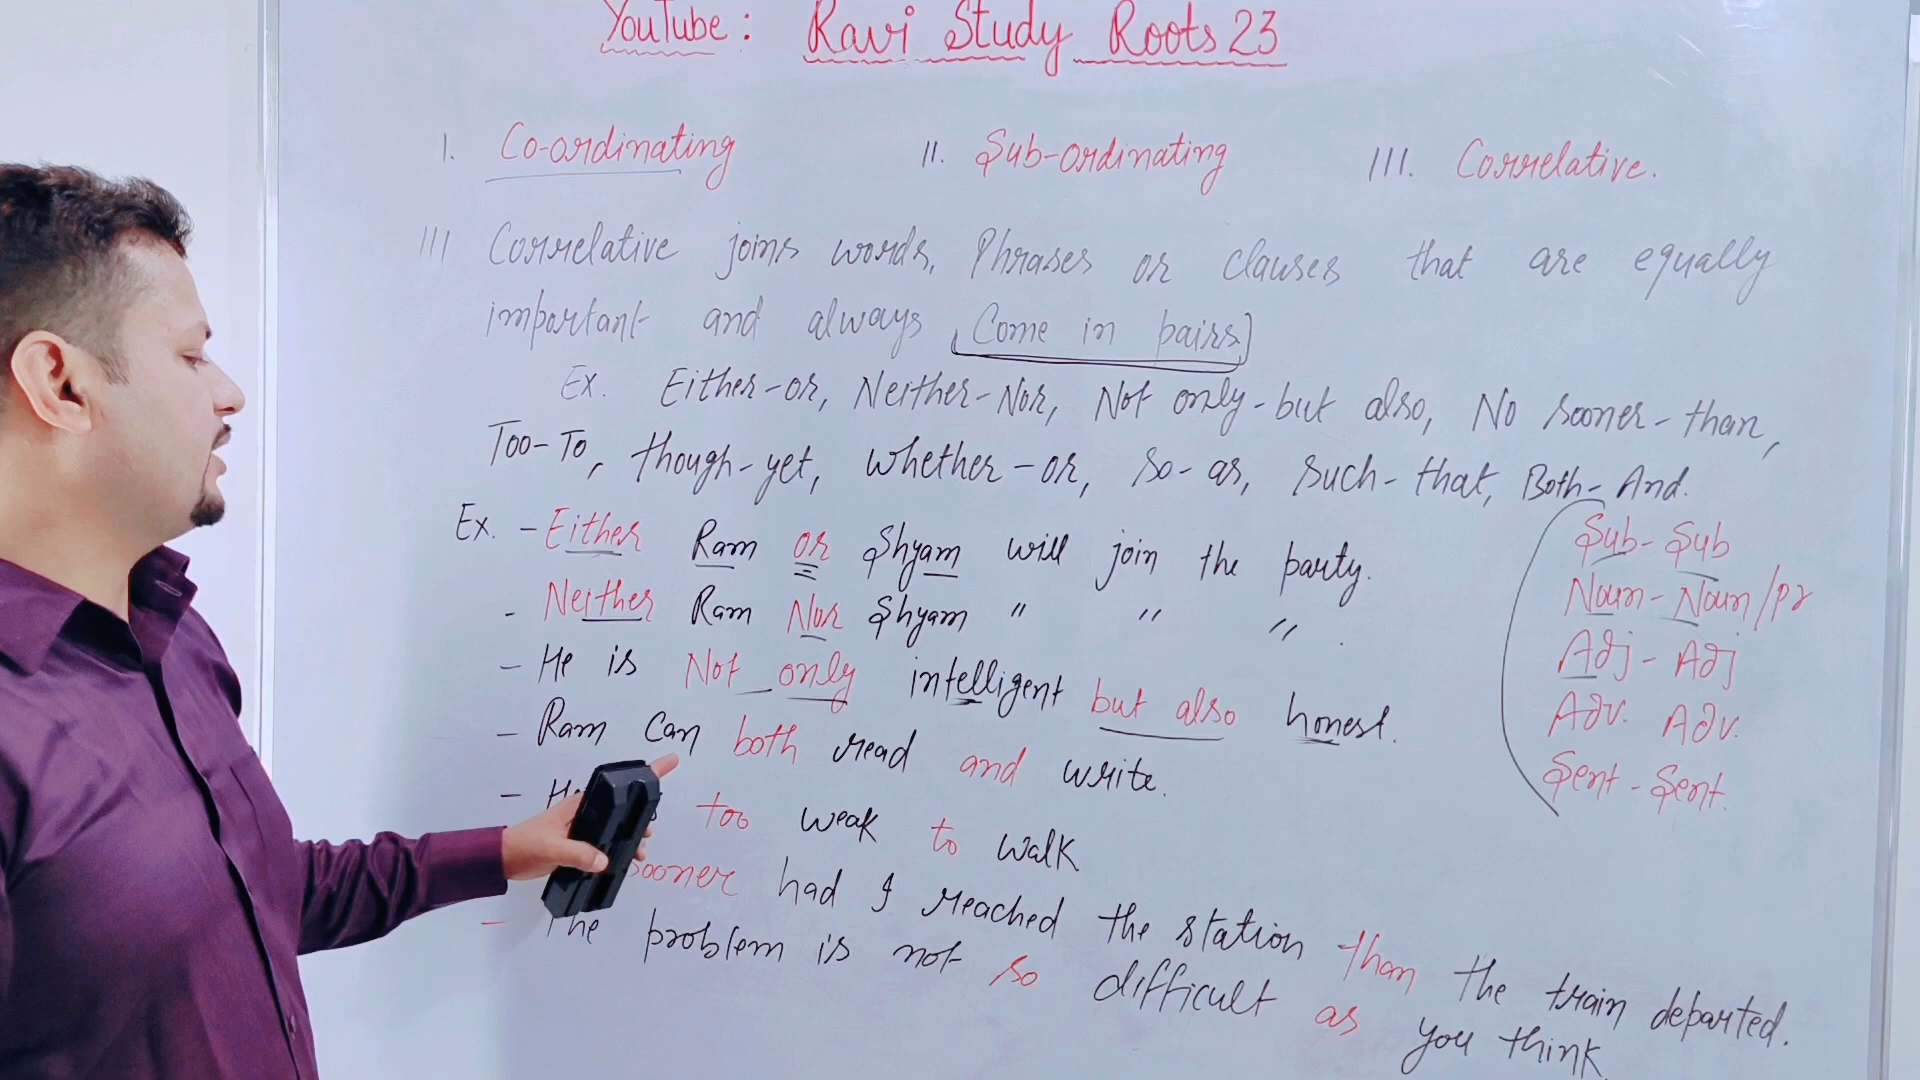 YouTube: Ravi Study Roots 23
I. Co-ordinating II. Sub-ordinating III. Correlative.
III Correlative joins words, Phrases or clauses that are equally
important and always [Come in pairs]
Ex. Either-or, Neither-Nor, Not only-but also, No sooner-than,
Too-To, though-yet, whether-or, so-as, such-that, Both-And.
Ex. - Either Ram or Shyam will join the party.
- Neither Ram Nor Shyam " " ".
- He is Not only intelligent but also honest.
- Ram Can both read and write.
- too weak to walk
sooner had I reached the station than the train departed.
- The problem is not so difficult as you think.
Sub-Sub
Noun-Noun/Pr
Adj-Adj
Adv. Adv.
Sent-Sent.